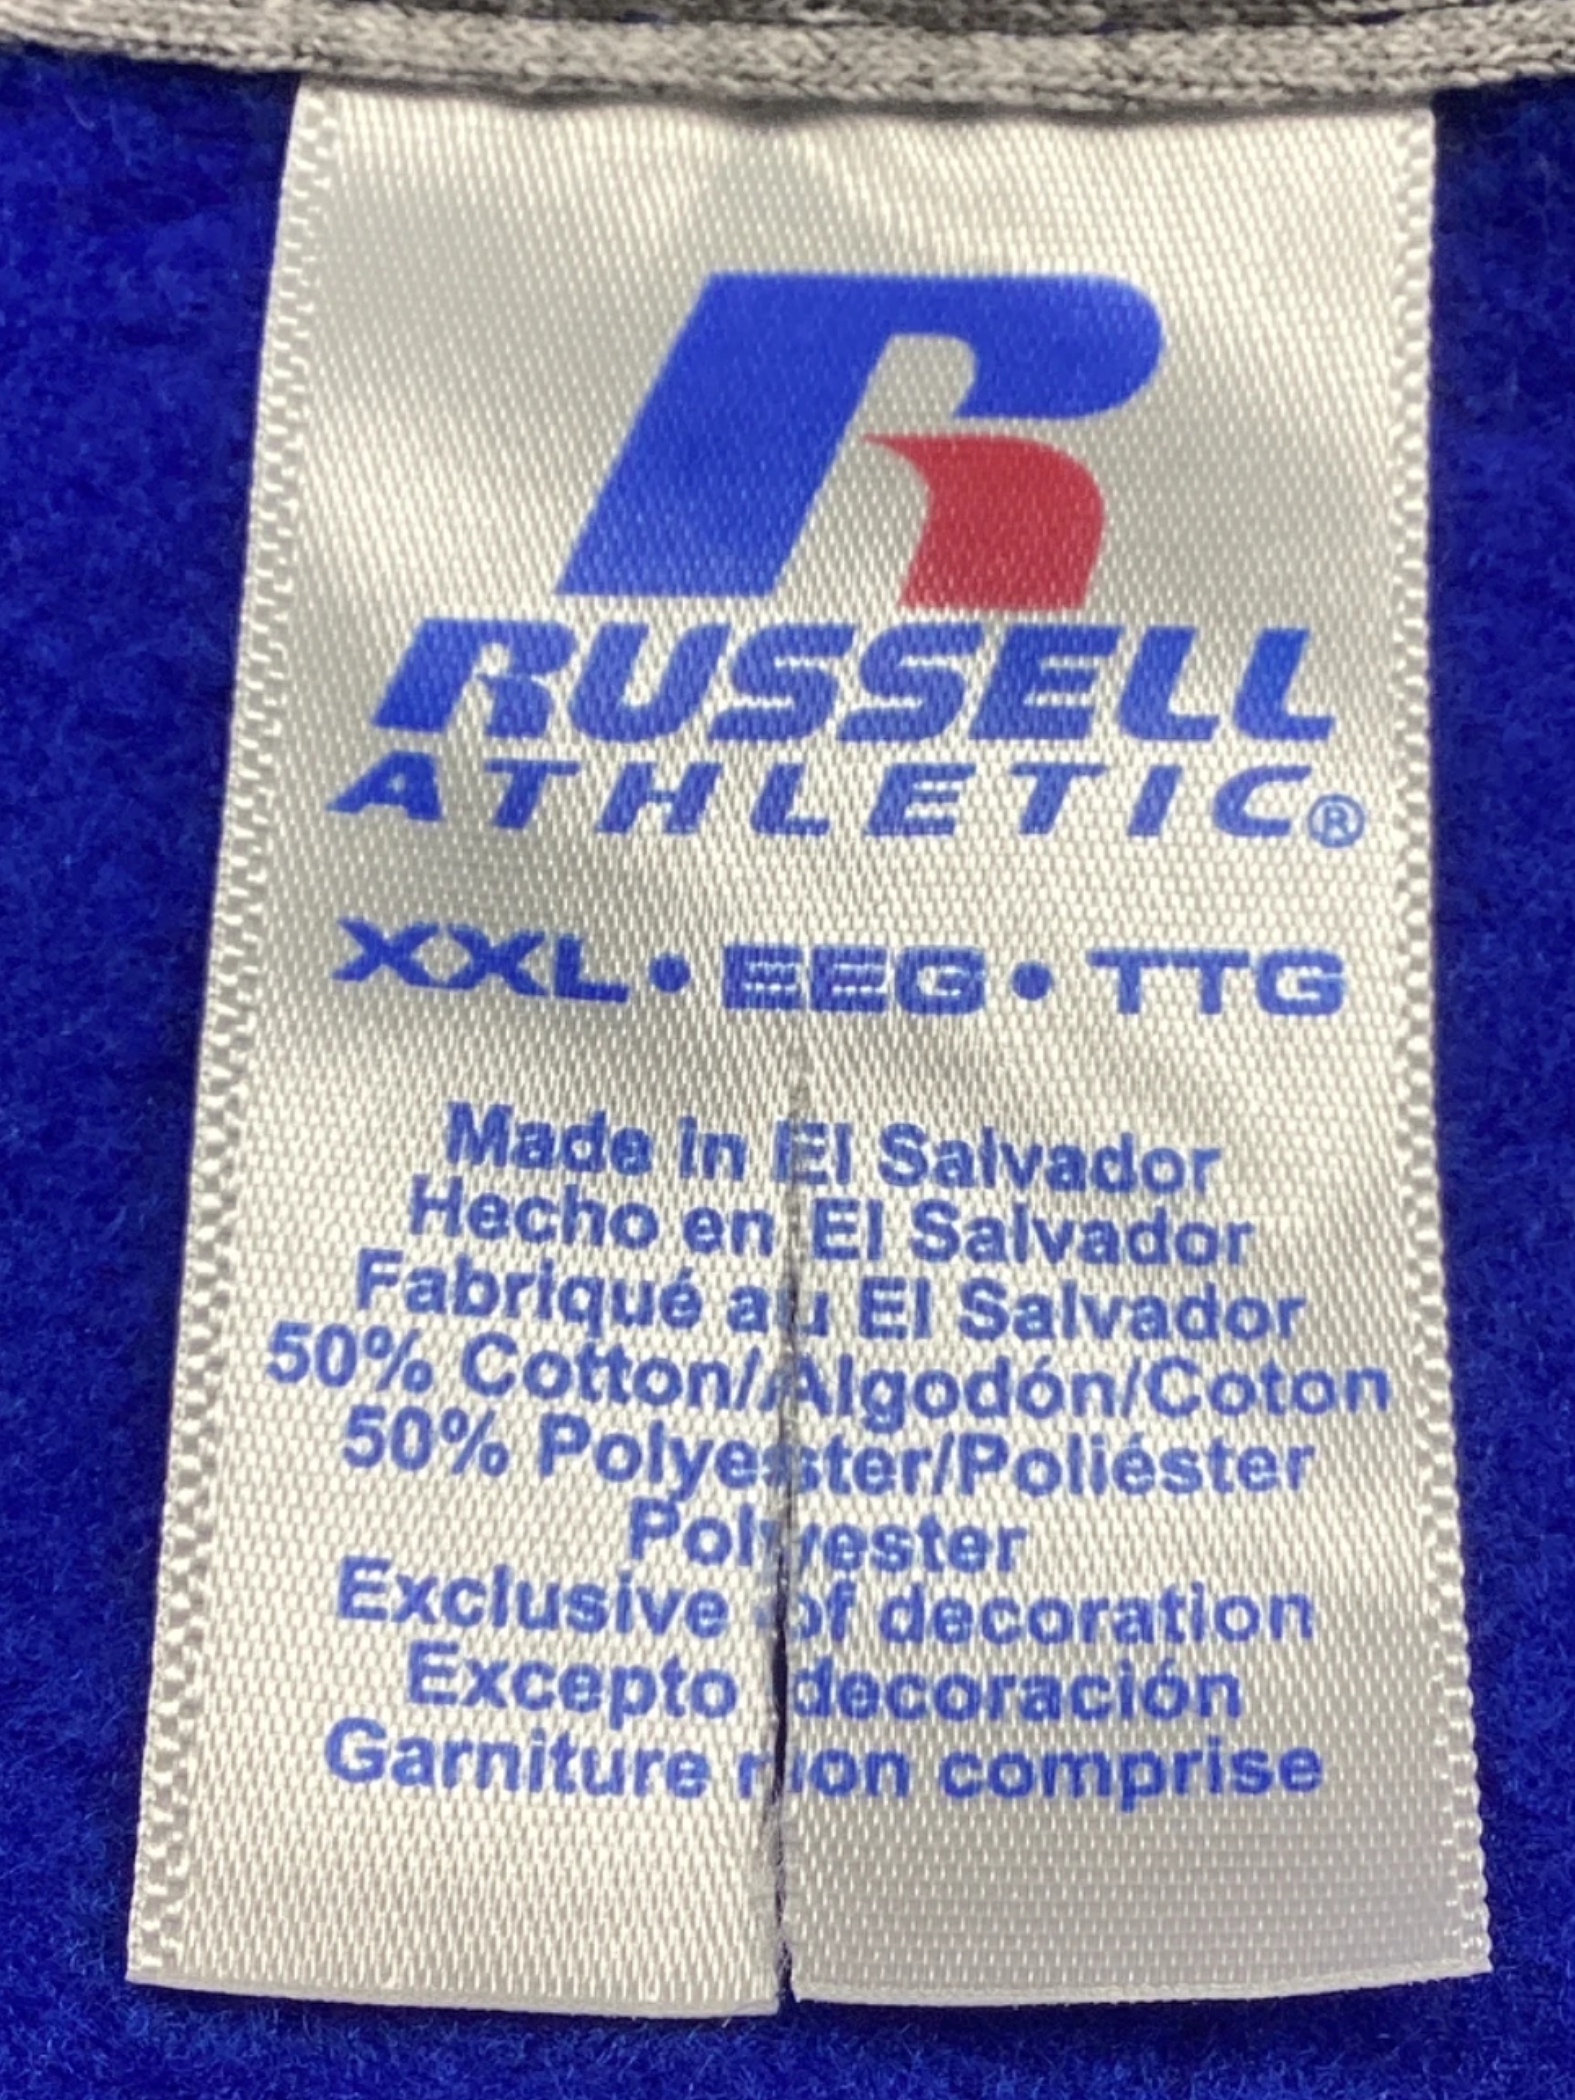 RUSSELL
ATHLETIC®
XXL • EEG • TTG
Made in El Salvador
Hecho en El Salvador
Fabriqué au El Salvador
50% Cotton/Algodón/Coton
50% Polyester/Poliéster
Polyester
Exclusive of decoration
Excepto decoración
Garniture non comprise